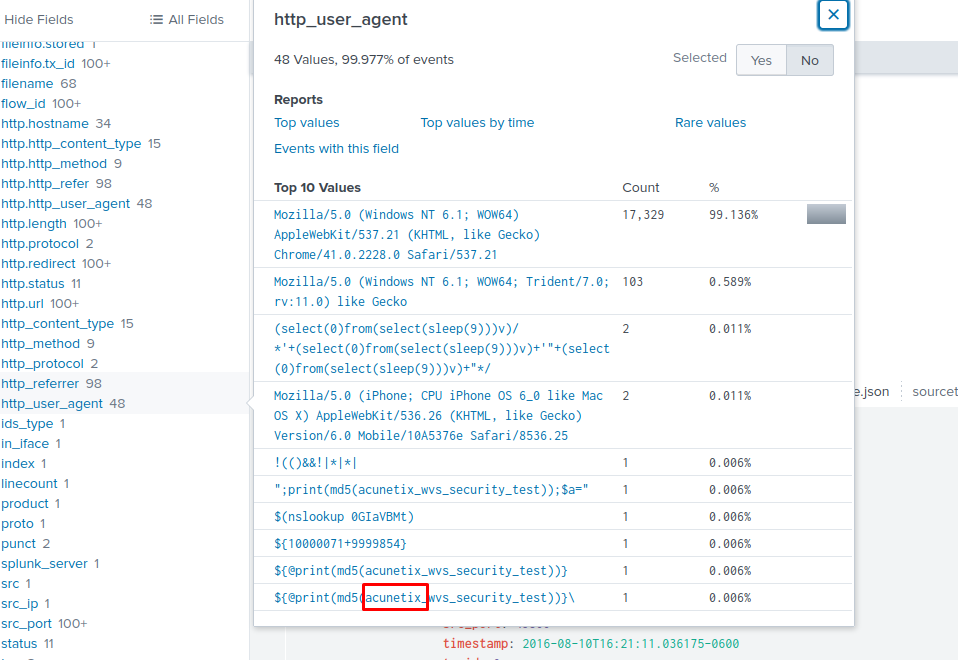 Hide Fields
All Fields
fileinfo.stored 1
fileinfo.tx_id 100+
filename 68
flow_id 100+
http.hostname 34
http.http_content_type 15
http.http_method 9
http.http_refer 98
http.http_user_agent 48
http.length 100+
http.protocol 2
http.redirect 100+
http.status 11
http.url 100+
http_content_type 15
http_method 9
http_protocol 2
http_referrer 98
http_user_agent 48
ids_type 1
in_iface 1
index 1
linecount 1
product 1
proto 1
punct 2
splunk_server 1
src 1
src_ip 1
src_port 100+
status 11
http_user_agent
48 Values, 99.977% of events
Selected Yes No
Reports
Top values Top values by time Rare values
Events with this field
Top 10 Values Count %
Mozilla/5.0 (Windows NT 6.1; WOW64) 17,329 99.136%
AppleWebKit/537.21 (KHTML, like Gecko)
Chrome/41.0.2228.0 Safari/537.21
Mozilla/5.0 (Windows NT 6.1; WOW64; Trident/7.0; 103 0.589%
rv:11.0) like Gecko
(select(0)from(select(sleep(9)))v)/ 2 0.011%
*'+(select(0)from(select(sleep(9)))v)+'"+(select
(0)from(select(sleep(9)))v)+"*/
Mozilla/5.0 (iPhone; CPU iPhone OS 6_0 like Mac 2 0.011%
OS X) AppleWebKit/536.26 (KHTML, like Gecko)
Version/6.0 Mobile/10A5376e Safari/8536.25
!(()&&!|*|*| 1 0.006%
";print(md5(acunetix_wvs_security_test));$a=" 1 0.006%
$(nslookup 0GIaVBMt) 1 0.006%
${10000071+9999854} 1 0.006%
${@print(md5(acunetix_wvs_security_test))} 1 0.006%
${@print(md5(acunetix_wvs_security_test))}\ 1 0.006%
e.json sourcet
timestamp: 2016-08-10T16:21:11.036175-0600